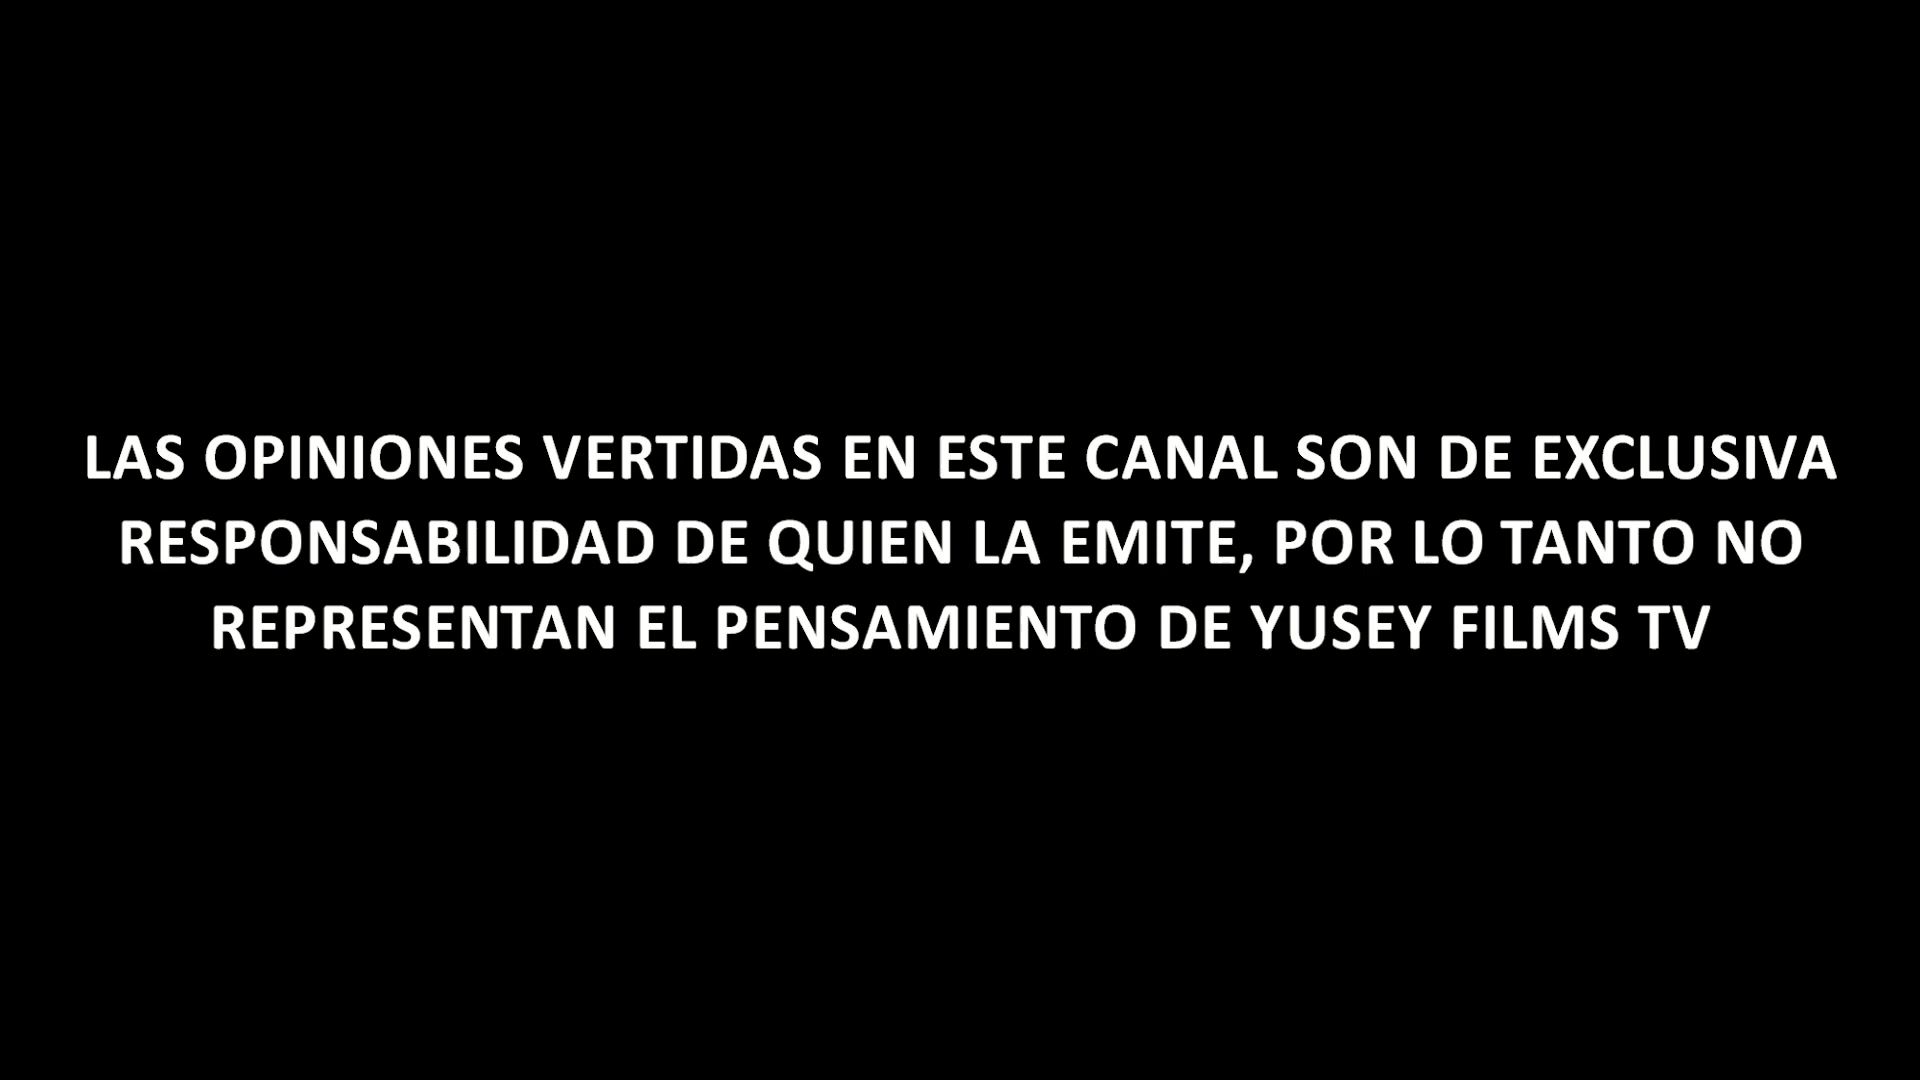 LAS OPINIONES VERTIDAS EN ESTE CANAL SON DE EXCLUSIVA
RESPONSABILIDAD DE QUIEN LA EMITE, POR LO TANTO NO
REPRESENTAN EL PENSAMIENTO DE YUSEY FILMS TV